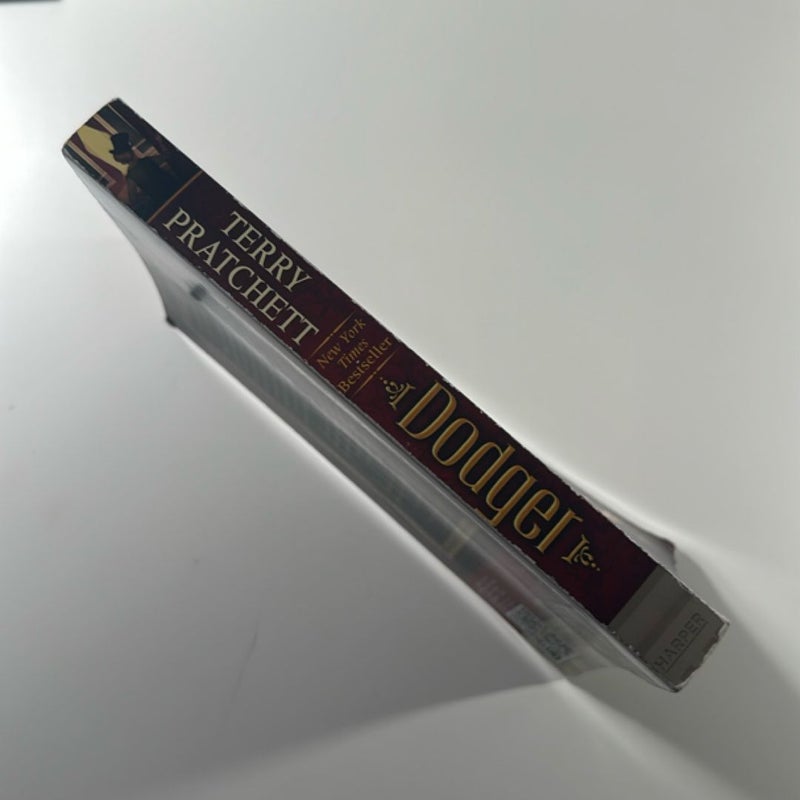 TERRY
PRATCHETT
New York
Times
Bestseller
Dodger
HARPER